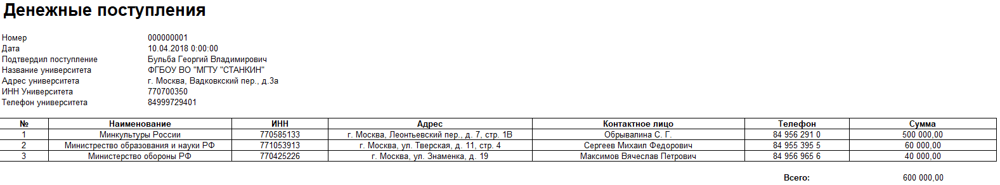 Денежные поступления
Номер 000000001
Дата 10.04.2018 0:00:00
Подтвердил поступление Бульба Георгий Владимирович
Название университета ФГБОУ ВО "МГТУ "СТАНКИН"
Адрес университета г. Москва, Вадковкский пер., д.3а
ИНН Университета 770700350
Телефон университета 84999729401
№ Наименование ИНН Адрес Контактное лицо Телефон Сумма
1 Минкультуры России 770585133 г. Москва, Леонтьевский пер., д. 7, стр. 1В Обрывалина С. Г. 84 956 291 0 500 000,00
2 Министрество образования и науки РФ 771053913 г. Москва, ул. Тверская, д. 11, стр. 4 Сергеев Михаил Федорович 84 955 395 5 60 000,00
3 Министерство обороны РФ 770425226 г. Москва, ул. Знаменка, д. 19 Максимов Вячеслав Петрович 84 956 965 6 40 000,00
Всего: 600 000,00